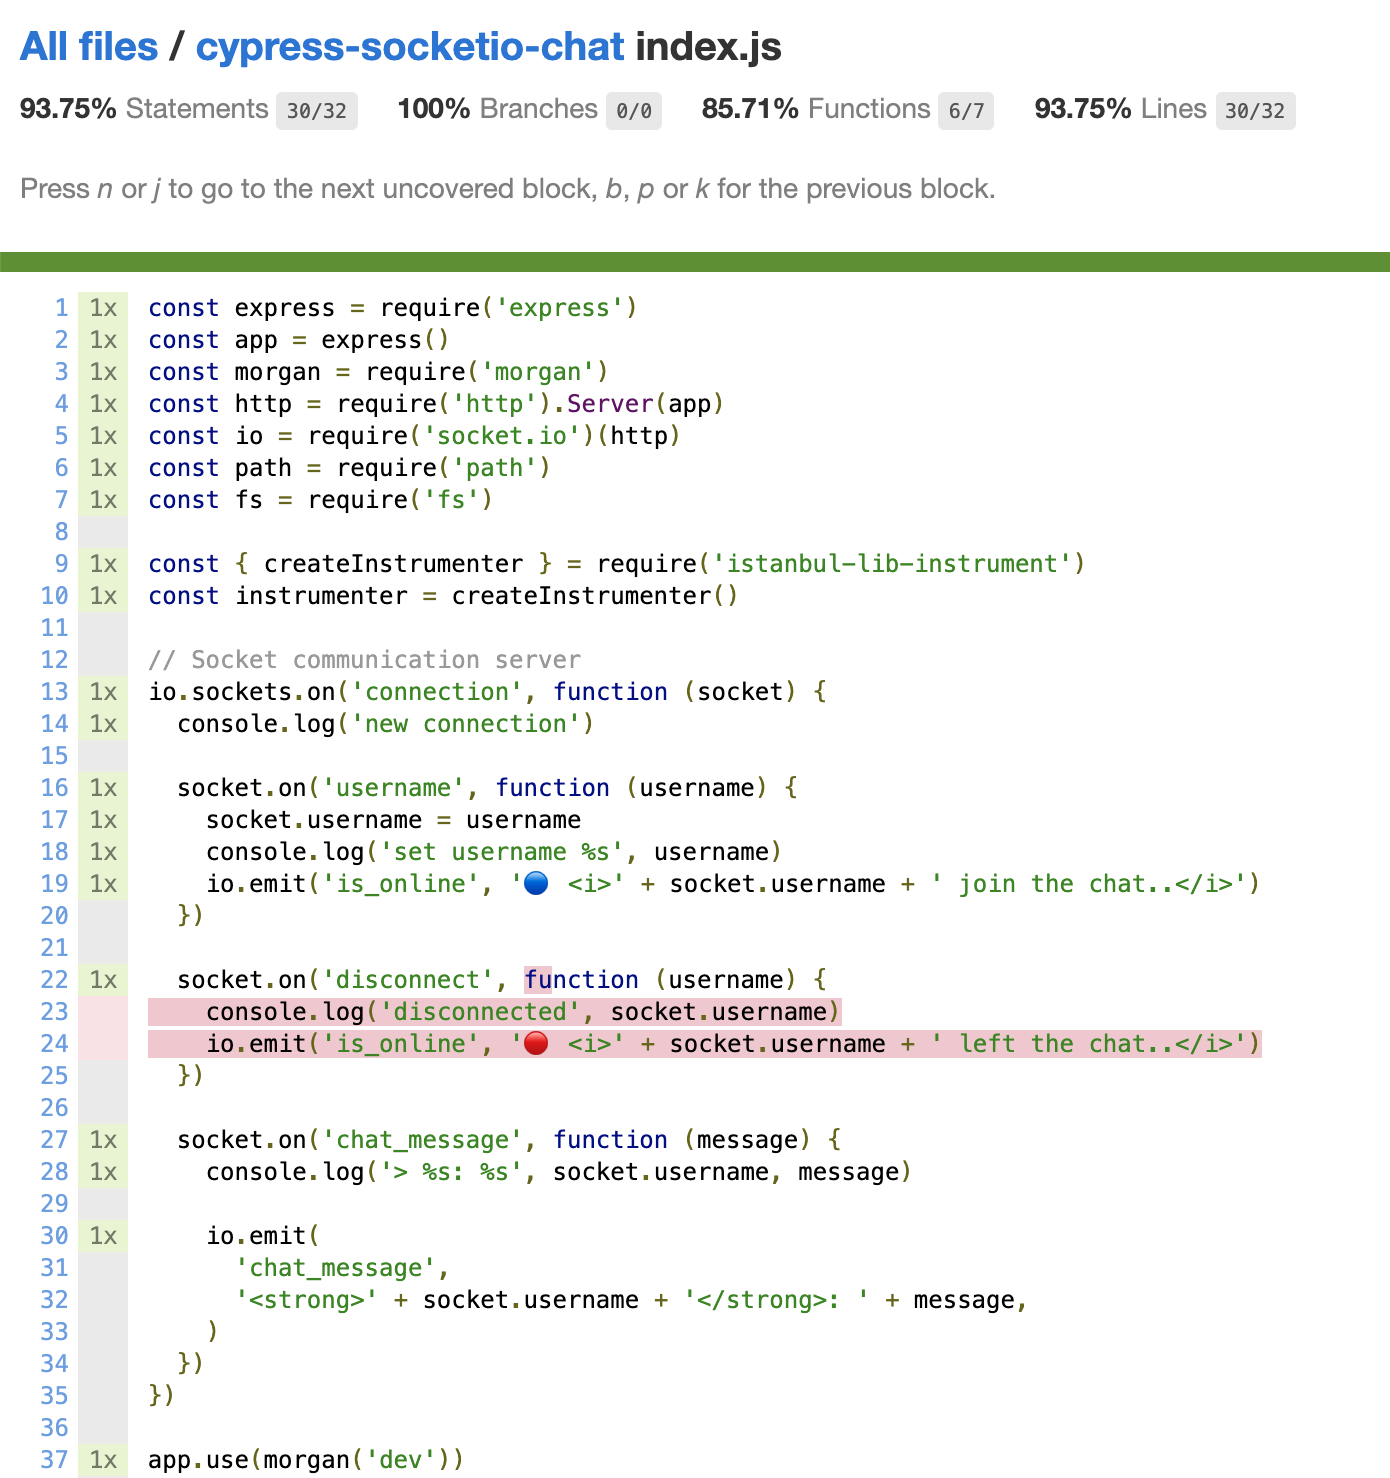 All files / cypress-socketio-chat index.js
93.75% Statements 30/32 100% Branches 0/0 85.71% Functions 6/7 93.75% Lines 30/32
Press n or j to go to the next uncovered block, b, p or k for the previous block.
1 1x const express = require('express')
2 1x const app = express()
3 1x const morgan = require('morgan')
4 1x const http = require('http').Server(app)
5 1x const io = require('socket.io')(http)
6 1x const path = require('path')
7 1x const fs = require('fs')
8
9 1x const { createInstrumenter } = require('istanbul-lib-instrument')
10 1x const instrumenter = createInstrumenter()
11
12 // Socket communication server
13 1x io.sockets.on('connection', function (socket) {
14 1x   console.log('new connection')
15
16 1x   socket.on('username', function (username) {
17 1x     socket.username = username
18 1x     console.log('set username %s', username)
19 1x     io.emit('is_online', '🔵 <i>' + socket.username + ' join the chat..</i>')
20   })
21
22 1x   socket.on('disconnect', function (username) {
23     console.log('disconnected', socket.username)
24     io.emit('is_online', '🔴 <i>' + socket.username + ' left the chat..</i>')
25   })
26
27 1x   socket.on('chat_message', function (message) {
28 1x     console.log('> %s: %s', socket.username, message)
29
30 1x     io.emit(
31       'chat_message',
32       '<strong>' + socket.username + '</strong>: ' + message,
33     )
34   })
35 })
36
37 1x app.use(morgan('dev'))